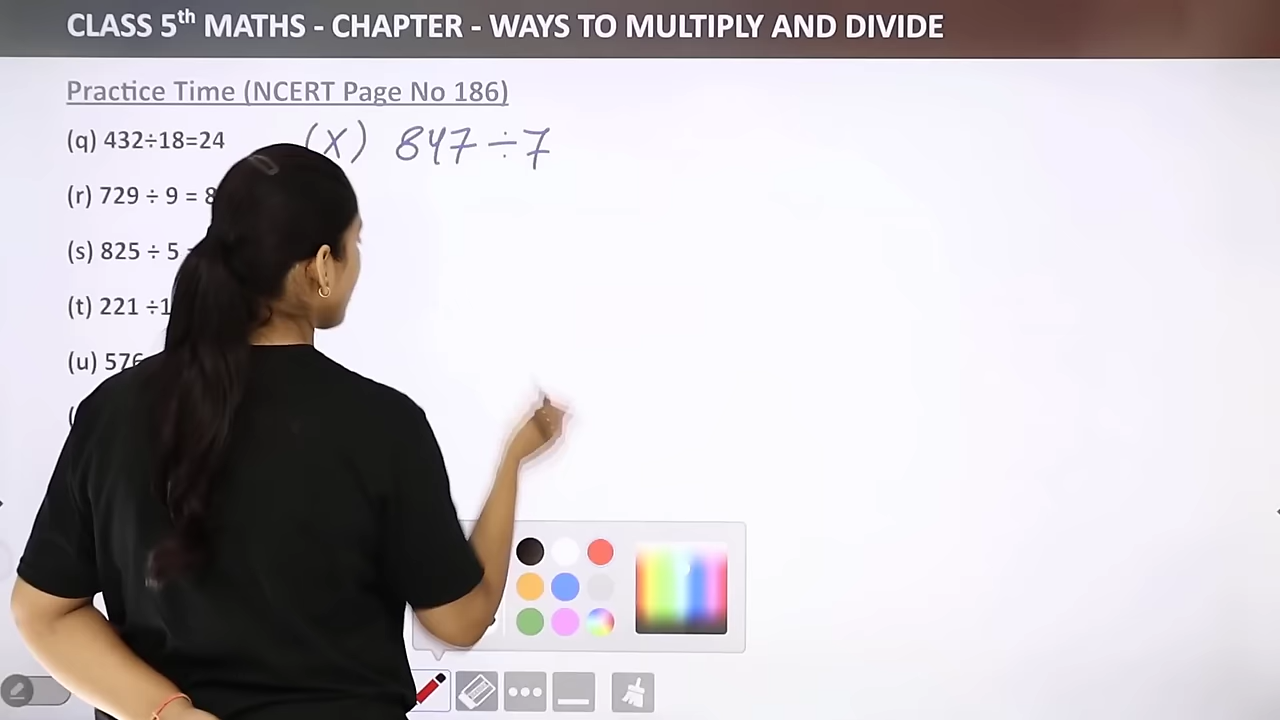 CLASS 5th MATHS - CHAPTER - WAYS TO MULTIPLY AND DIVIDE
Practice Time (NCERT Page No 186)
(q) 432÷18=24
(X) 847 ÷ 7
(r) 729 ÷ 9 = 8
(s) 825 ÷ 5
(t) 221 ÷1
(u) 576